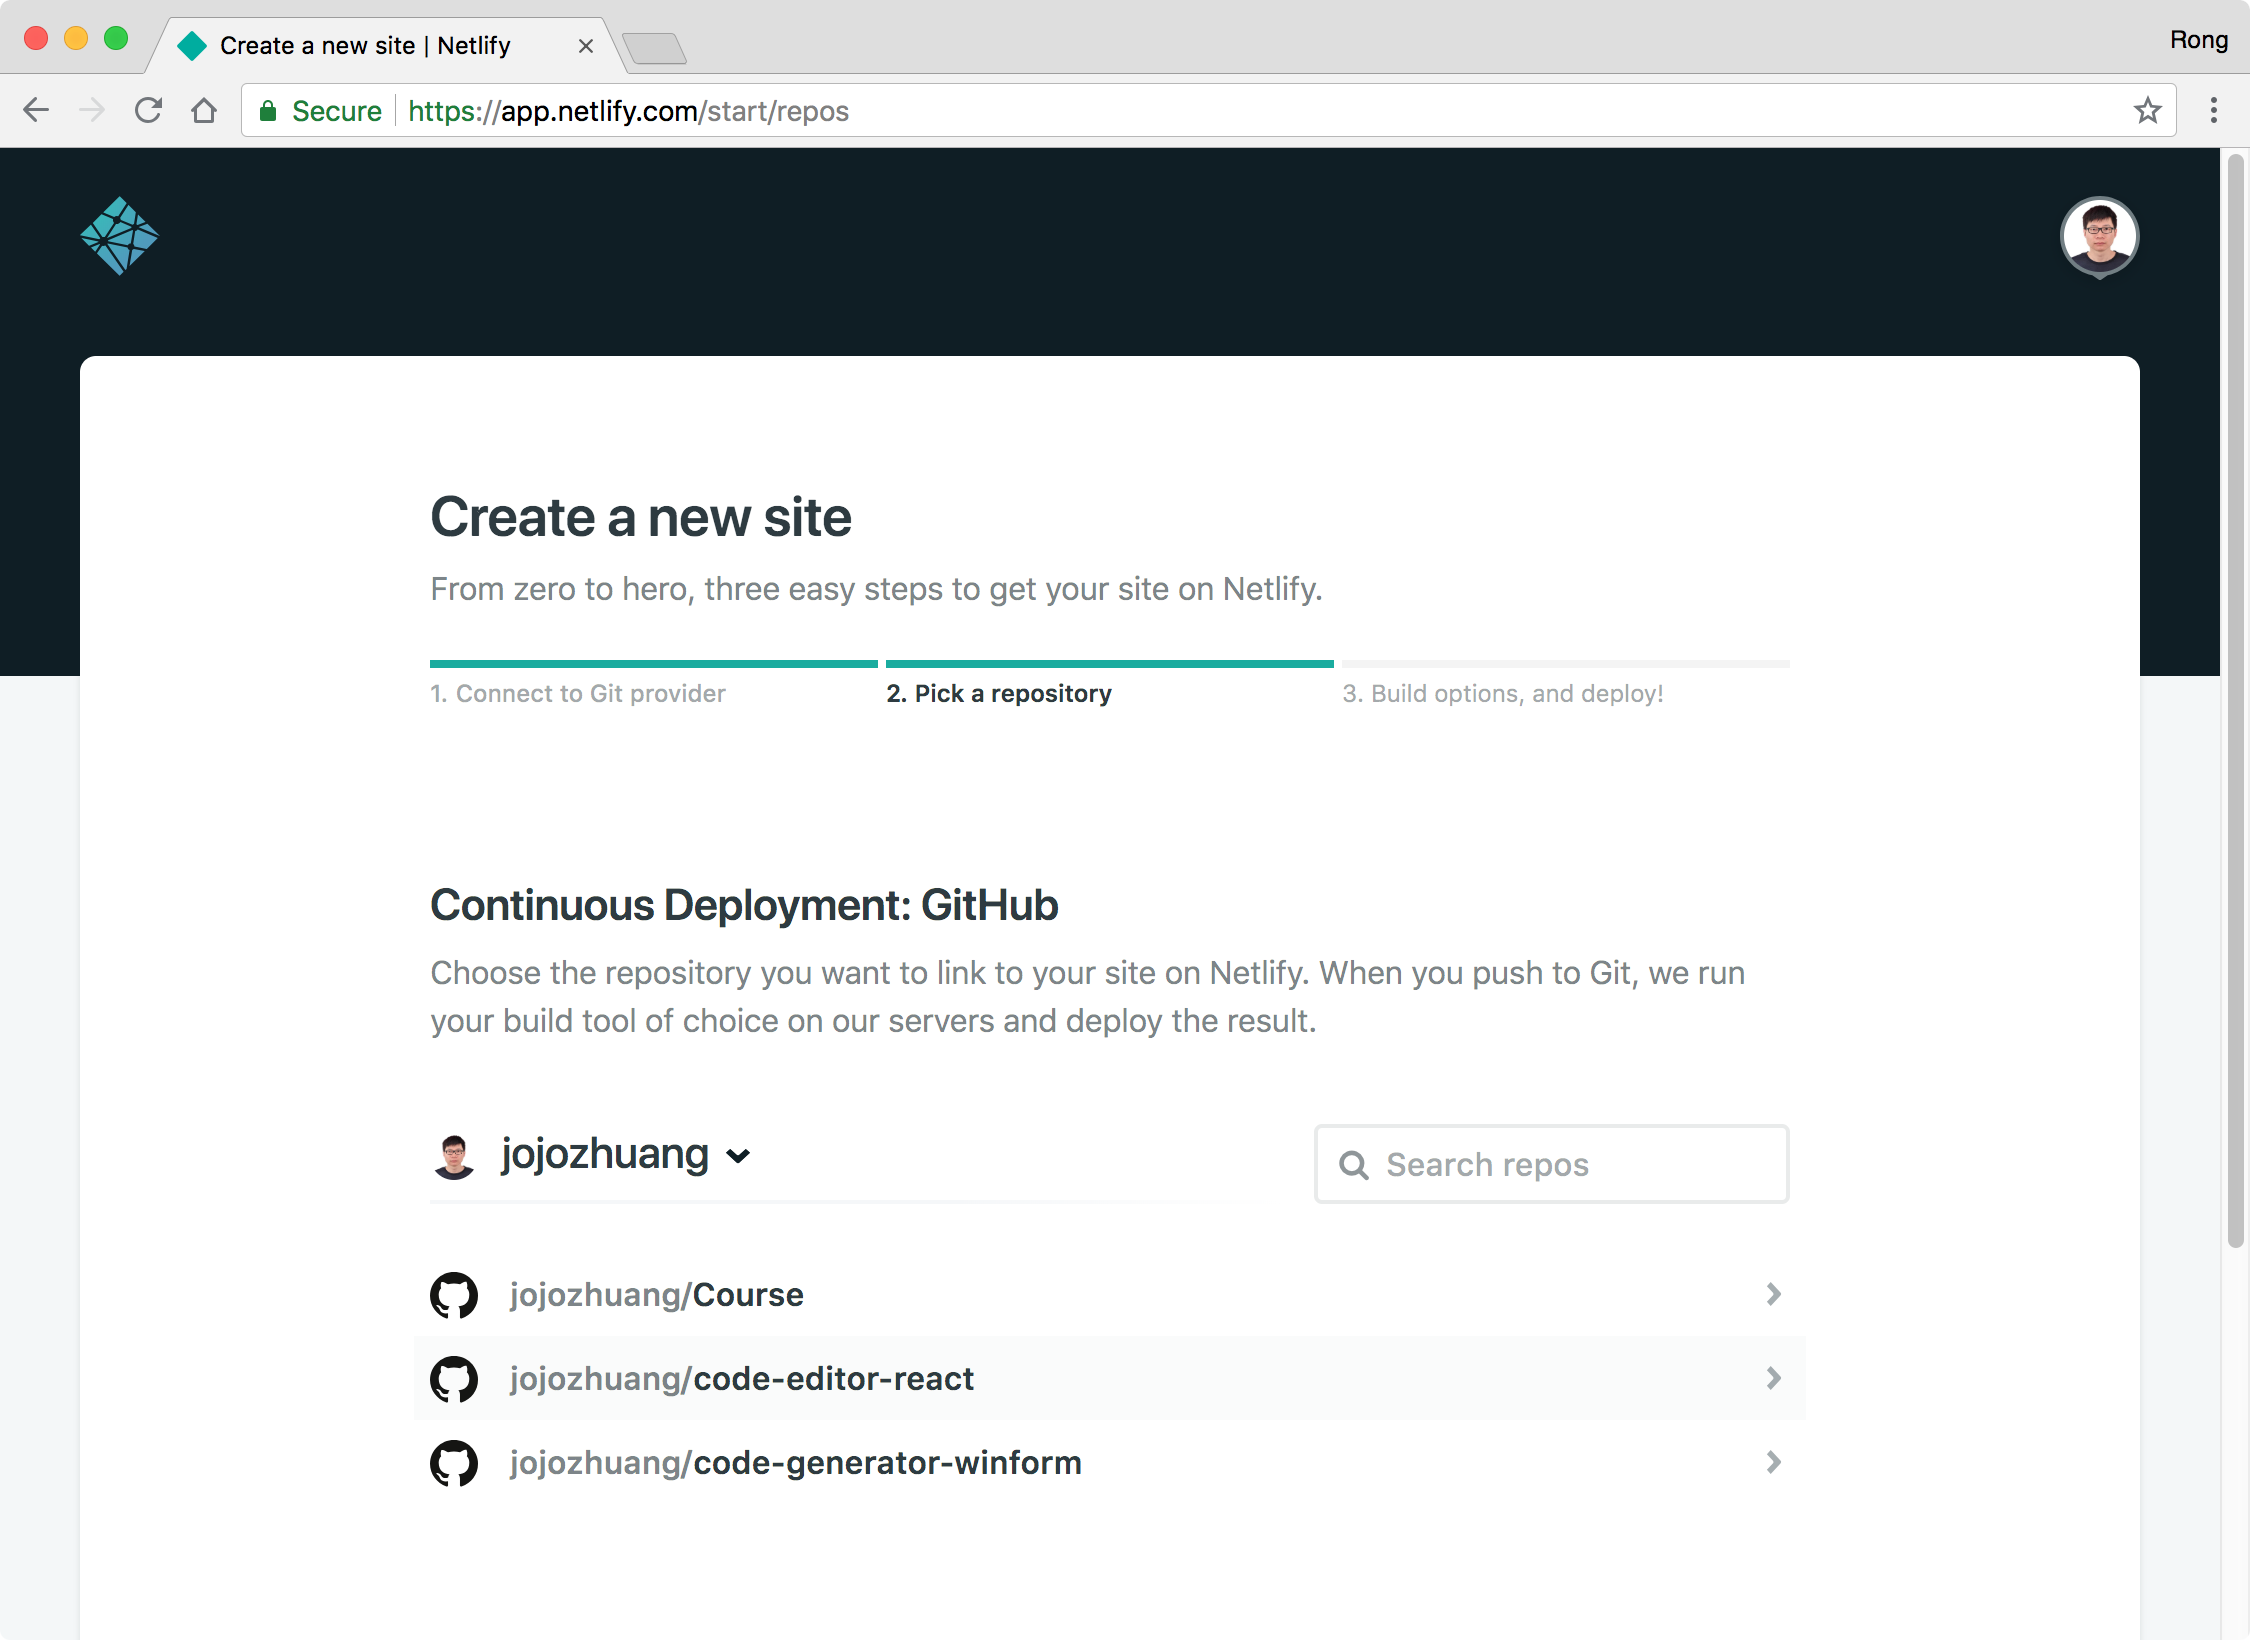 Create a new site | Netlify
Rong
Secure https://app.netlify.com/start/repos
Create a new site
From zero to hero, three easy steps to get your site on Netlify.
1. Connect to Git provider
2. Pick a repository
3. Build options, and deploy!
Continuous Deployment: GitHub
Choose the repository you want to link to your site on Netlify. When you push to Git, we run
your build tool of choice on our servers and deploy the result.
jojozhuang
Search repos
jojozhuang/Course
jojozhuang/code-editor-react
jojozhuang/code-generator-winform